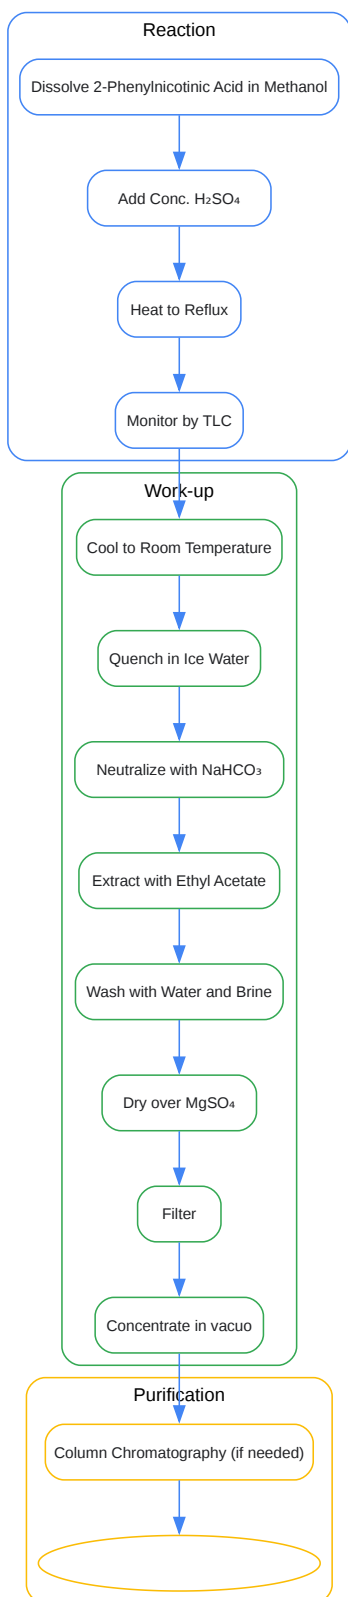 Reaction
Dissolve 2-Phenylnicotinic Acid in Methanol
Add Conc. H₂SO₄
Heat to Reflux
Monitor by TLC
Work-up
Cool to Room Temperature
Quench in Ice Water
Neutralize with NaHCO₃
Extract with Ethyl Acetate
Wash with Water and Brine
Dry over MgSO₄
Filter
Concentrate in vacuo
Purification
Column Chromatography (if needed)